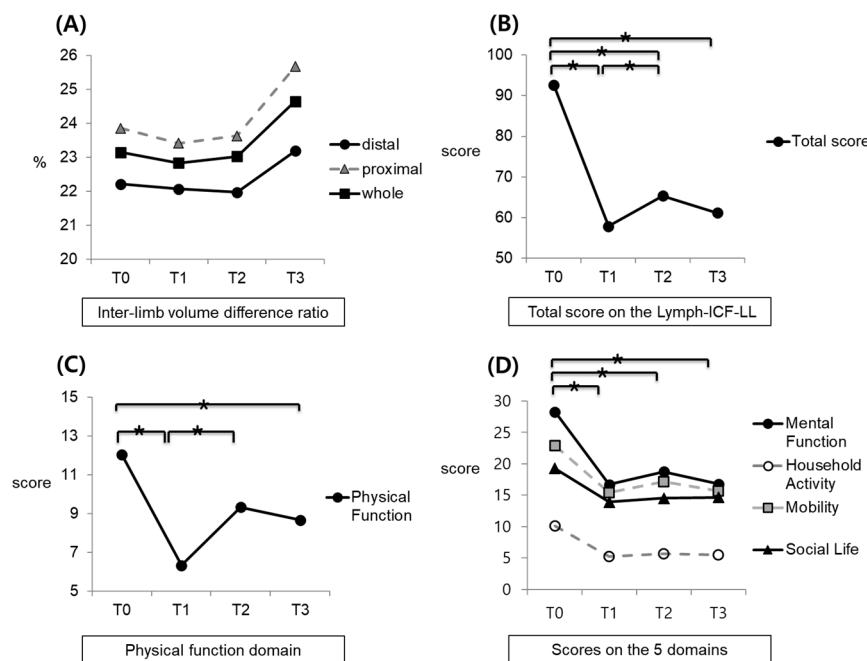 (A)
26
25
24
23
22
21
20
%
T0 T1 T2 T3
distal
proximal
whole
Inter-limb volume difference ratio
(B)
* * * *
100
90
80
70
60
50
score
T0 T1 T2 T3
Total score
Total score on the Lymph-ICF-LL
(C)
* * *
15
13
11
9
7
5
score
T0 T1 T2 T3
Physical
Function
Physical function domain
(D)
* * *
30
25
20
15
10
5
0
score
T0 T1 T2 T3
Mental
Function
Household
Activity
Mobility
Social Life
Scores on the 5 domains